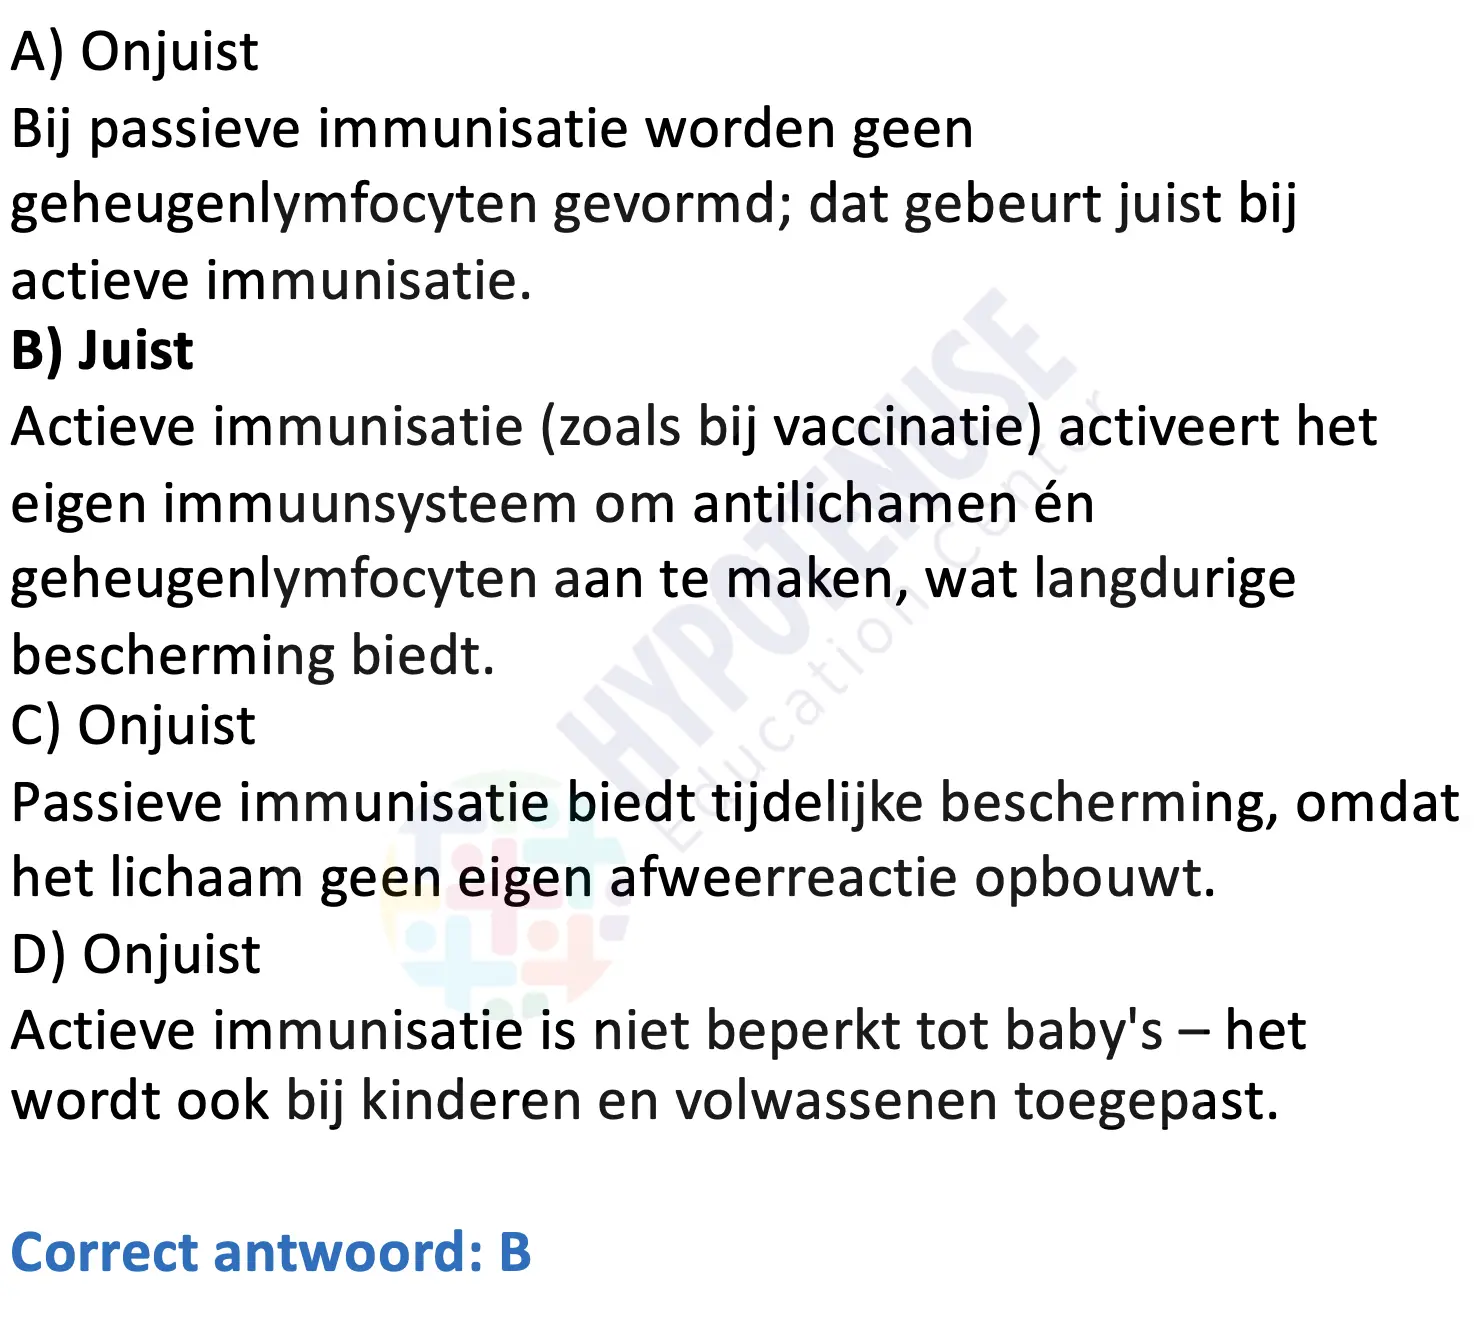 A) Onjuist
Bij passieve immunisatie worden geen
geheugenlymfocyten gevormd; dat gebeurt juist bij
actieve immunisatie.
B) Juist
Actieve immunisatie (zoals bij vaccinatie) activeert het
eigen immuunsysteem om antilichamen én
geheugenlymfocyten aan te maken, wat langdurige
bescherming biedt.
C) Onjuist
Passieve immunisatie biedt tijdelijke bescherming, omdat
het lichaam geen eigen afweerreactie opbouwt.
D) Onjuist
Actieve immunisatie is niet beperkt tot baby's – het
wordt ook bij kinderen en volwassenen toegepast.
Correct antwoord: B
HYPOTENUSE
Education Center